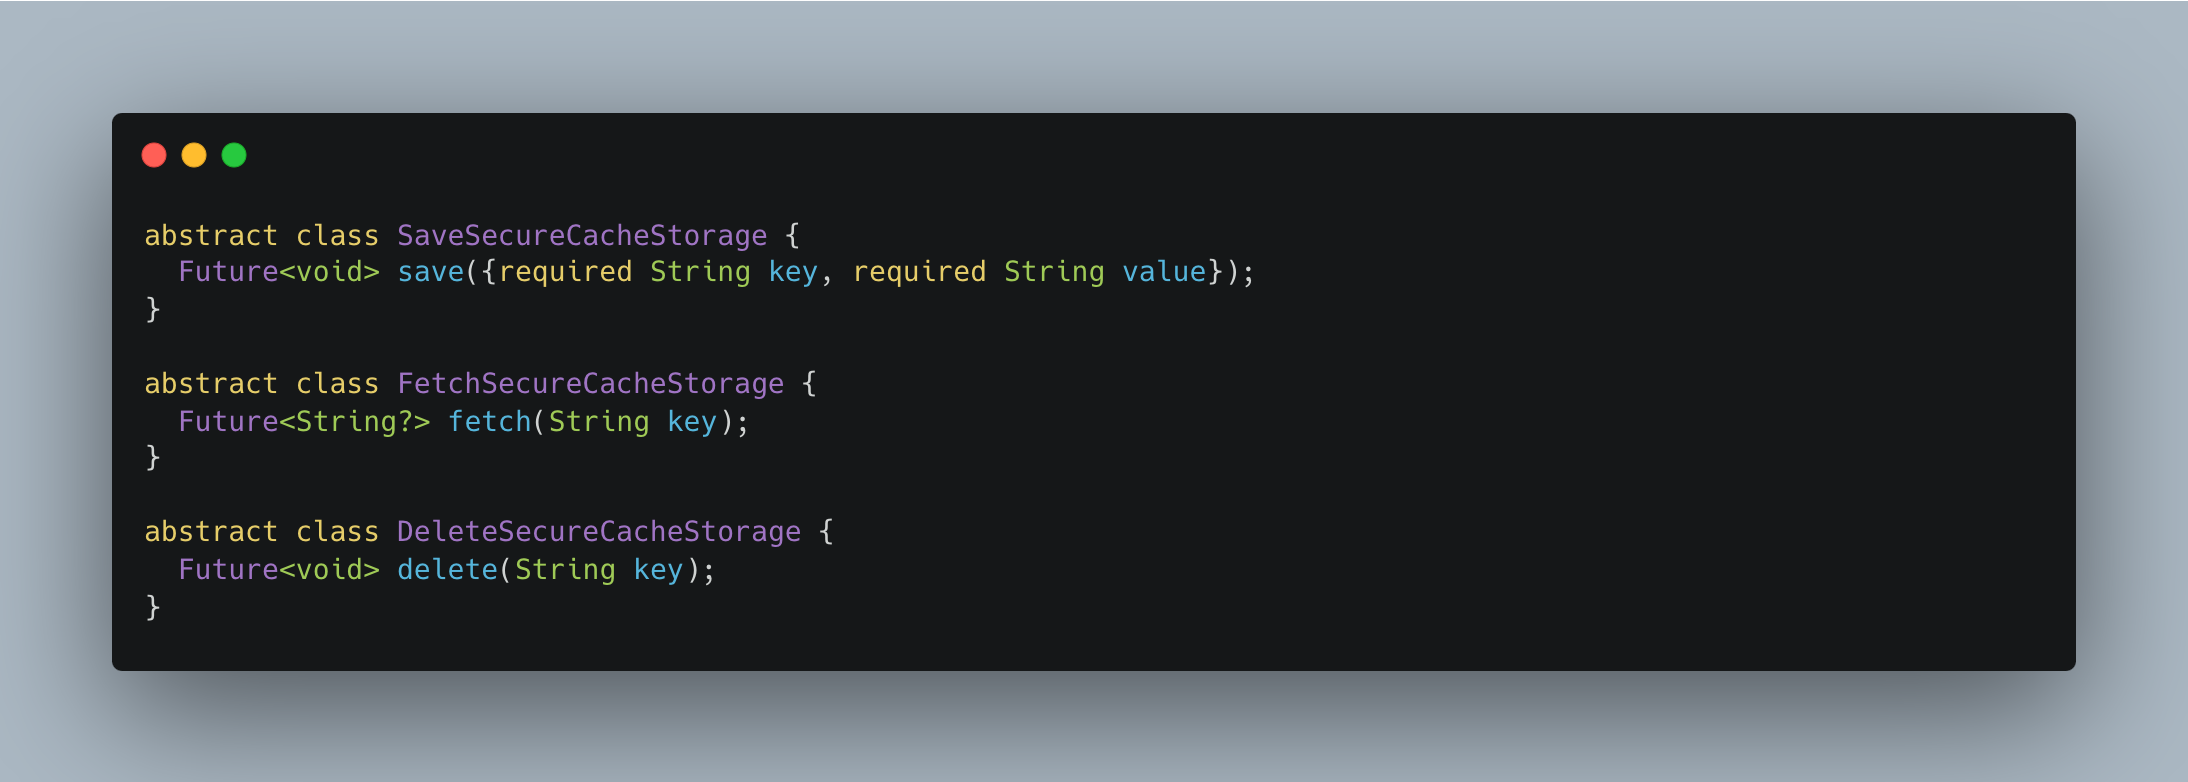 abstract class SaveSecureCacheStorage {
  Future<void> save({required String key, required String value});
}

abstract class FetchSecureCacheStorage {
  Future<String?> fetch(String key);
}

abstract class DeleteSecureCacheStorage {
  Future<void> delete(String key);
}